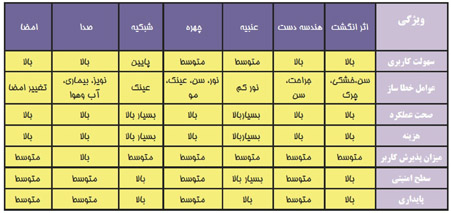 ویژگی اثر انگشت هندسه دست عنبیه چهره شبکیه صدا امضا
سهولت کاربری بالا بالا متوسط متوسط پایین بالا بالا
عوامل خطا ساز سن،خشکی، چرک جراحت، سن نور کم نور، سن، عینک، مو عینک نویز، بیماری، آب وهوا تغییر امضا
صحت عملکرد بالا بالا بسیاربالا بالا بسیار بالا بالا بالا
هزینه بالا بالا بسیاربالا بالا بسیاربالا بالا بالا
میزان پذیرش کاربر متوسط متوسط متوسط متوسط متوسط بالا متوسط
سطح امنیتی بالا متوسط بسیار بالا متوسط بالا متوسط متوسط
پایداری بالا متوسط بالا متوسط بالا متوسط متوسط